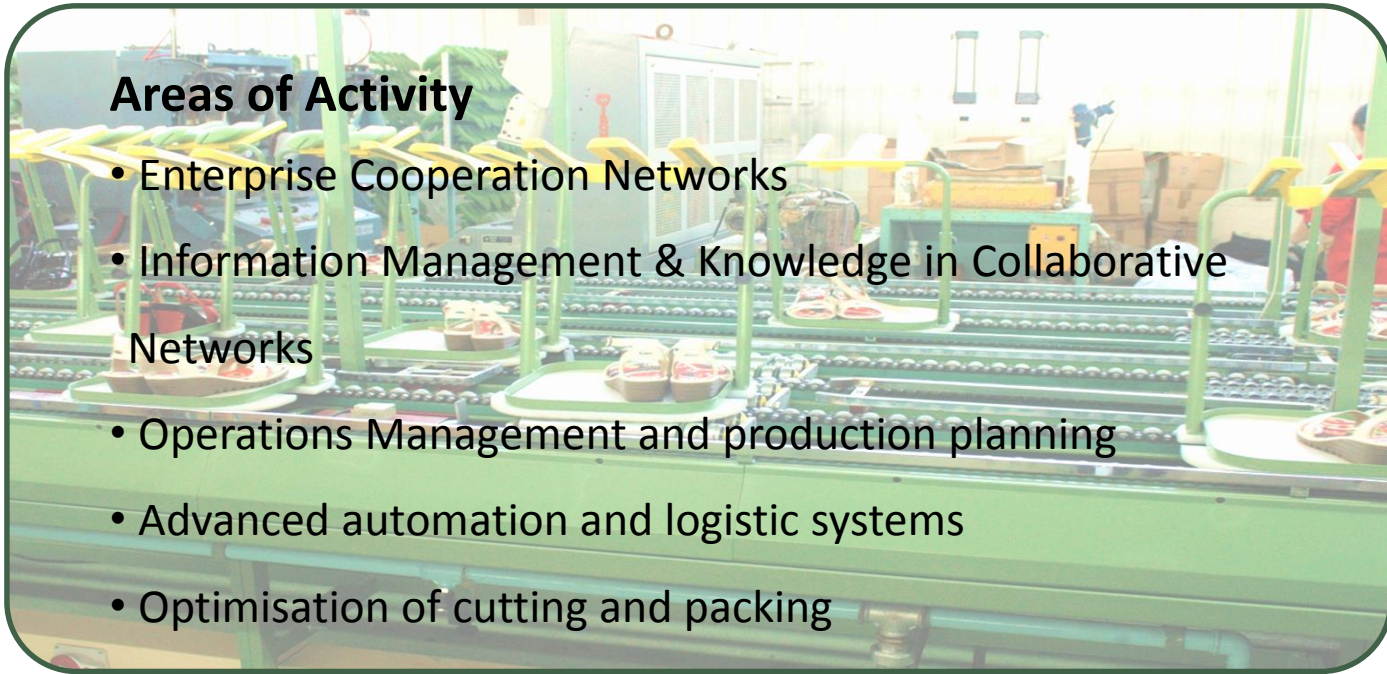 Areas of Activity
• Enterprise Cooperation Networks
• Information Management & Knowledge in Collaborative
Networks
• Operations Management and production planning
• Advanced automation and logistic systems
• Optimisation of cutting and packing